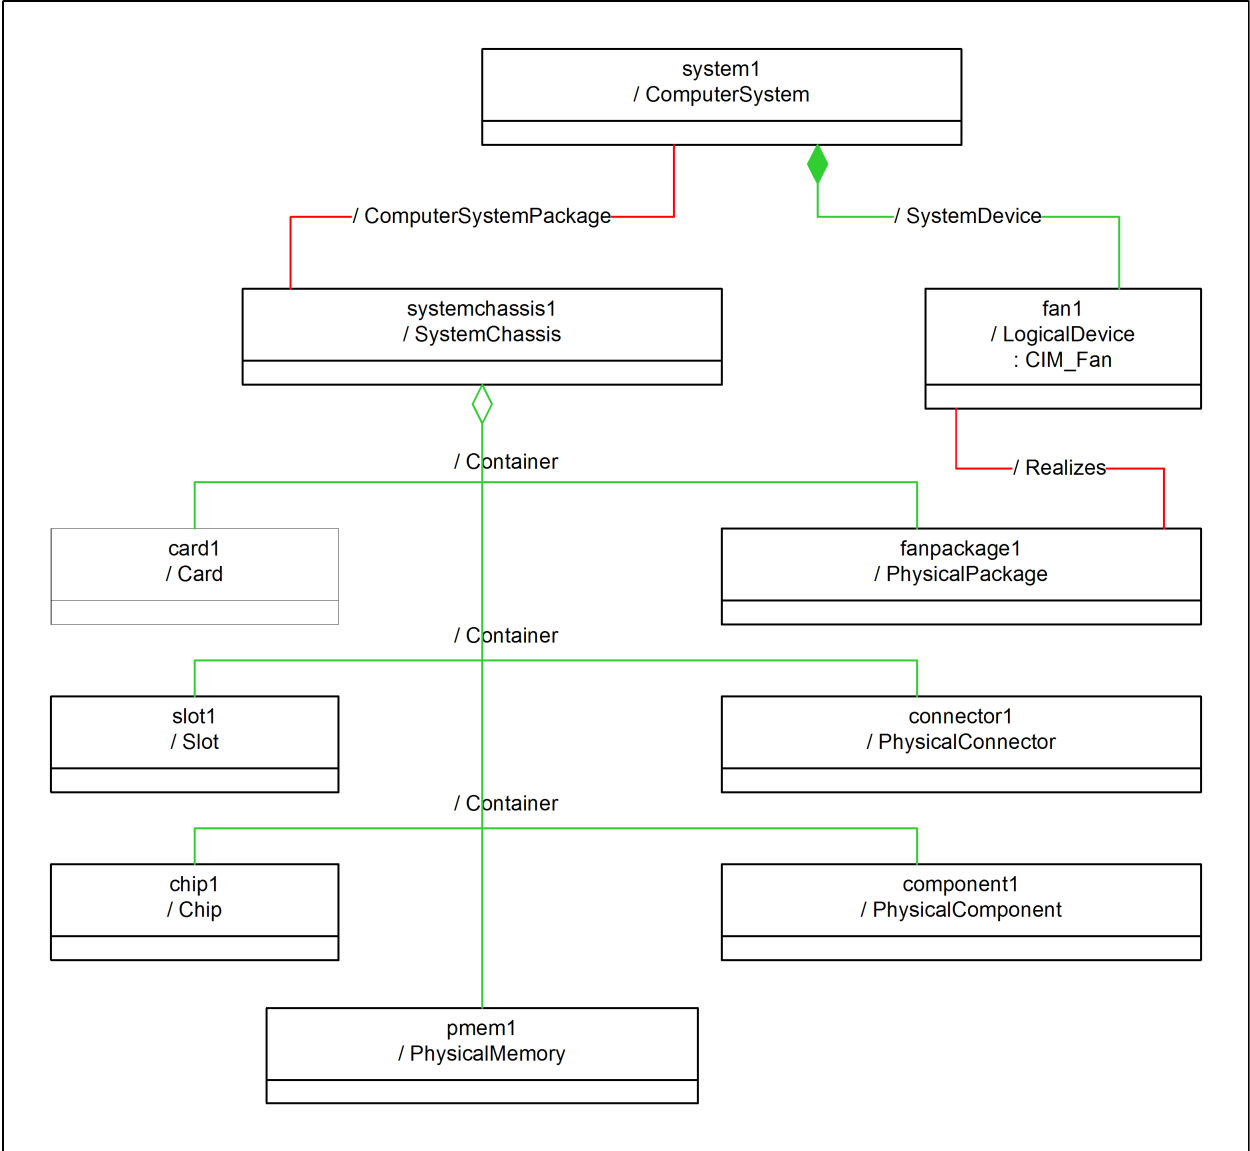 system1
/ ComputerSystem
/ ComputerSystemPackage
/ SystemDevice
systemchassis1
/ SystemChassis
fan1
/ LogicalDevice
: CIM_Fan
/ Container
/ Realizes
card1
/ Card
fanpackage1
/ PhysicalPackage
/ Container
slot1
/ Slot
connector1
/ PhysicalConnector
/ Container
chip1
/ Chip
component1
/ PhysicalComponent
pmem1
/ PhysicalMemory